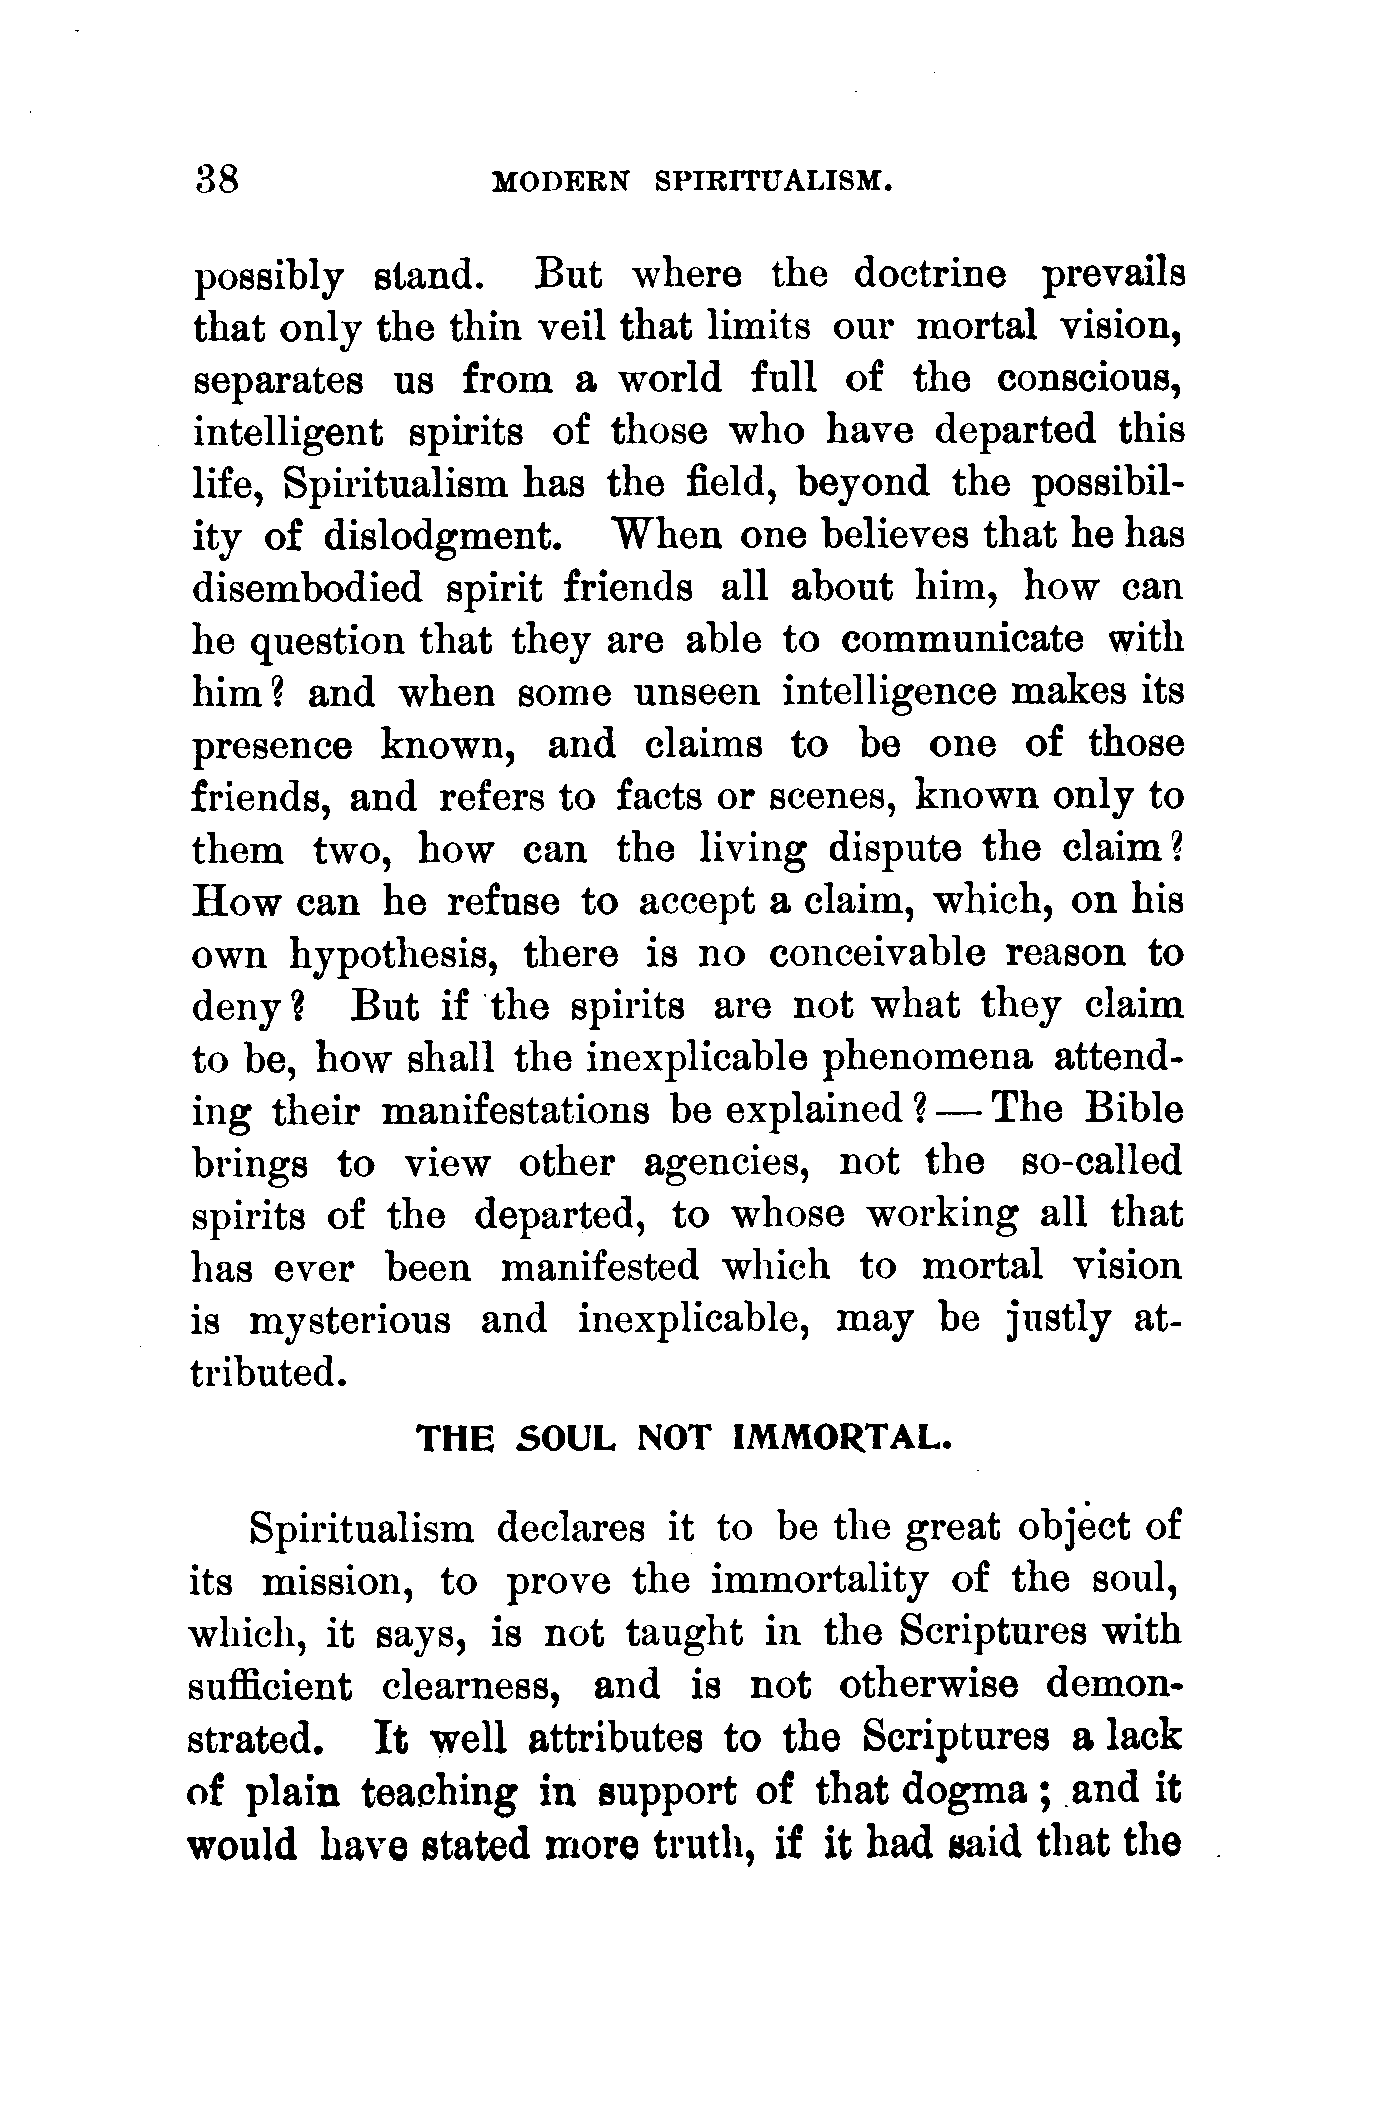 38 MODERN SPIRITUALISM.
possibly stand. But where the doctrine prevails
that only the thin veil that limits our mortal vision,
separates us from a world full of the conscious,
intelligent spirits of those who have departed this
life, Spiritualism has the field, beyond the possibil-
ity of dislodgment. When one believes that he has
disembodied spirit friends all about him, how can
he question that they are able to communicate with
him? and when some unseen intelligence makes its
presence known, and claims to be one of those
friends, and refers to facts or scenes, known only to
them two, how can the living dispute the claim?
How can he refuse to accept a claim, which, on his
own hypothesis, there is no conceivable reason to
deny? But if the spirits are not what they claim
to be, how shall the inexplicable phenomena attend-
ing their manifestations be explained?—The Bible
brings to view other agencies, not the so-called
spirits of the departed, to whose working all that
has ever been manifested which to mortal vision
is mysterious and inexplicable, may be justly at-
tributed.
THE SOUL NOT IMMORTAL.
Spiritualism declares it to be the great object of
its mission, to prove the immortality of the soul,
which, it says, is not taught in the Scriptures with
sufficient clearness, and is not otherwise demon-
strated. It well attributes to the Scriptures a lack
of plain teaching in support of that dogma; and it
would have stated more truth, if it had said that the